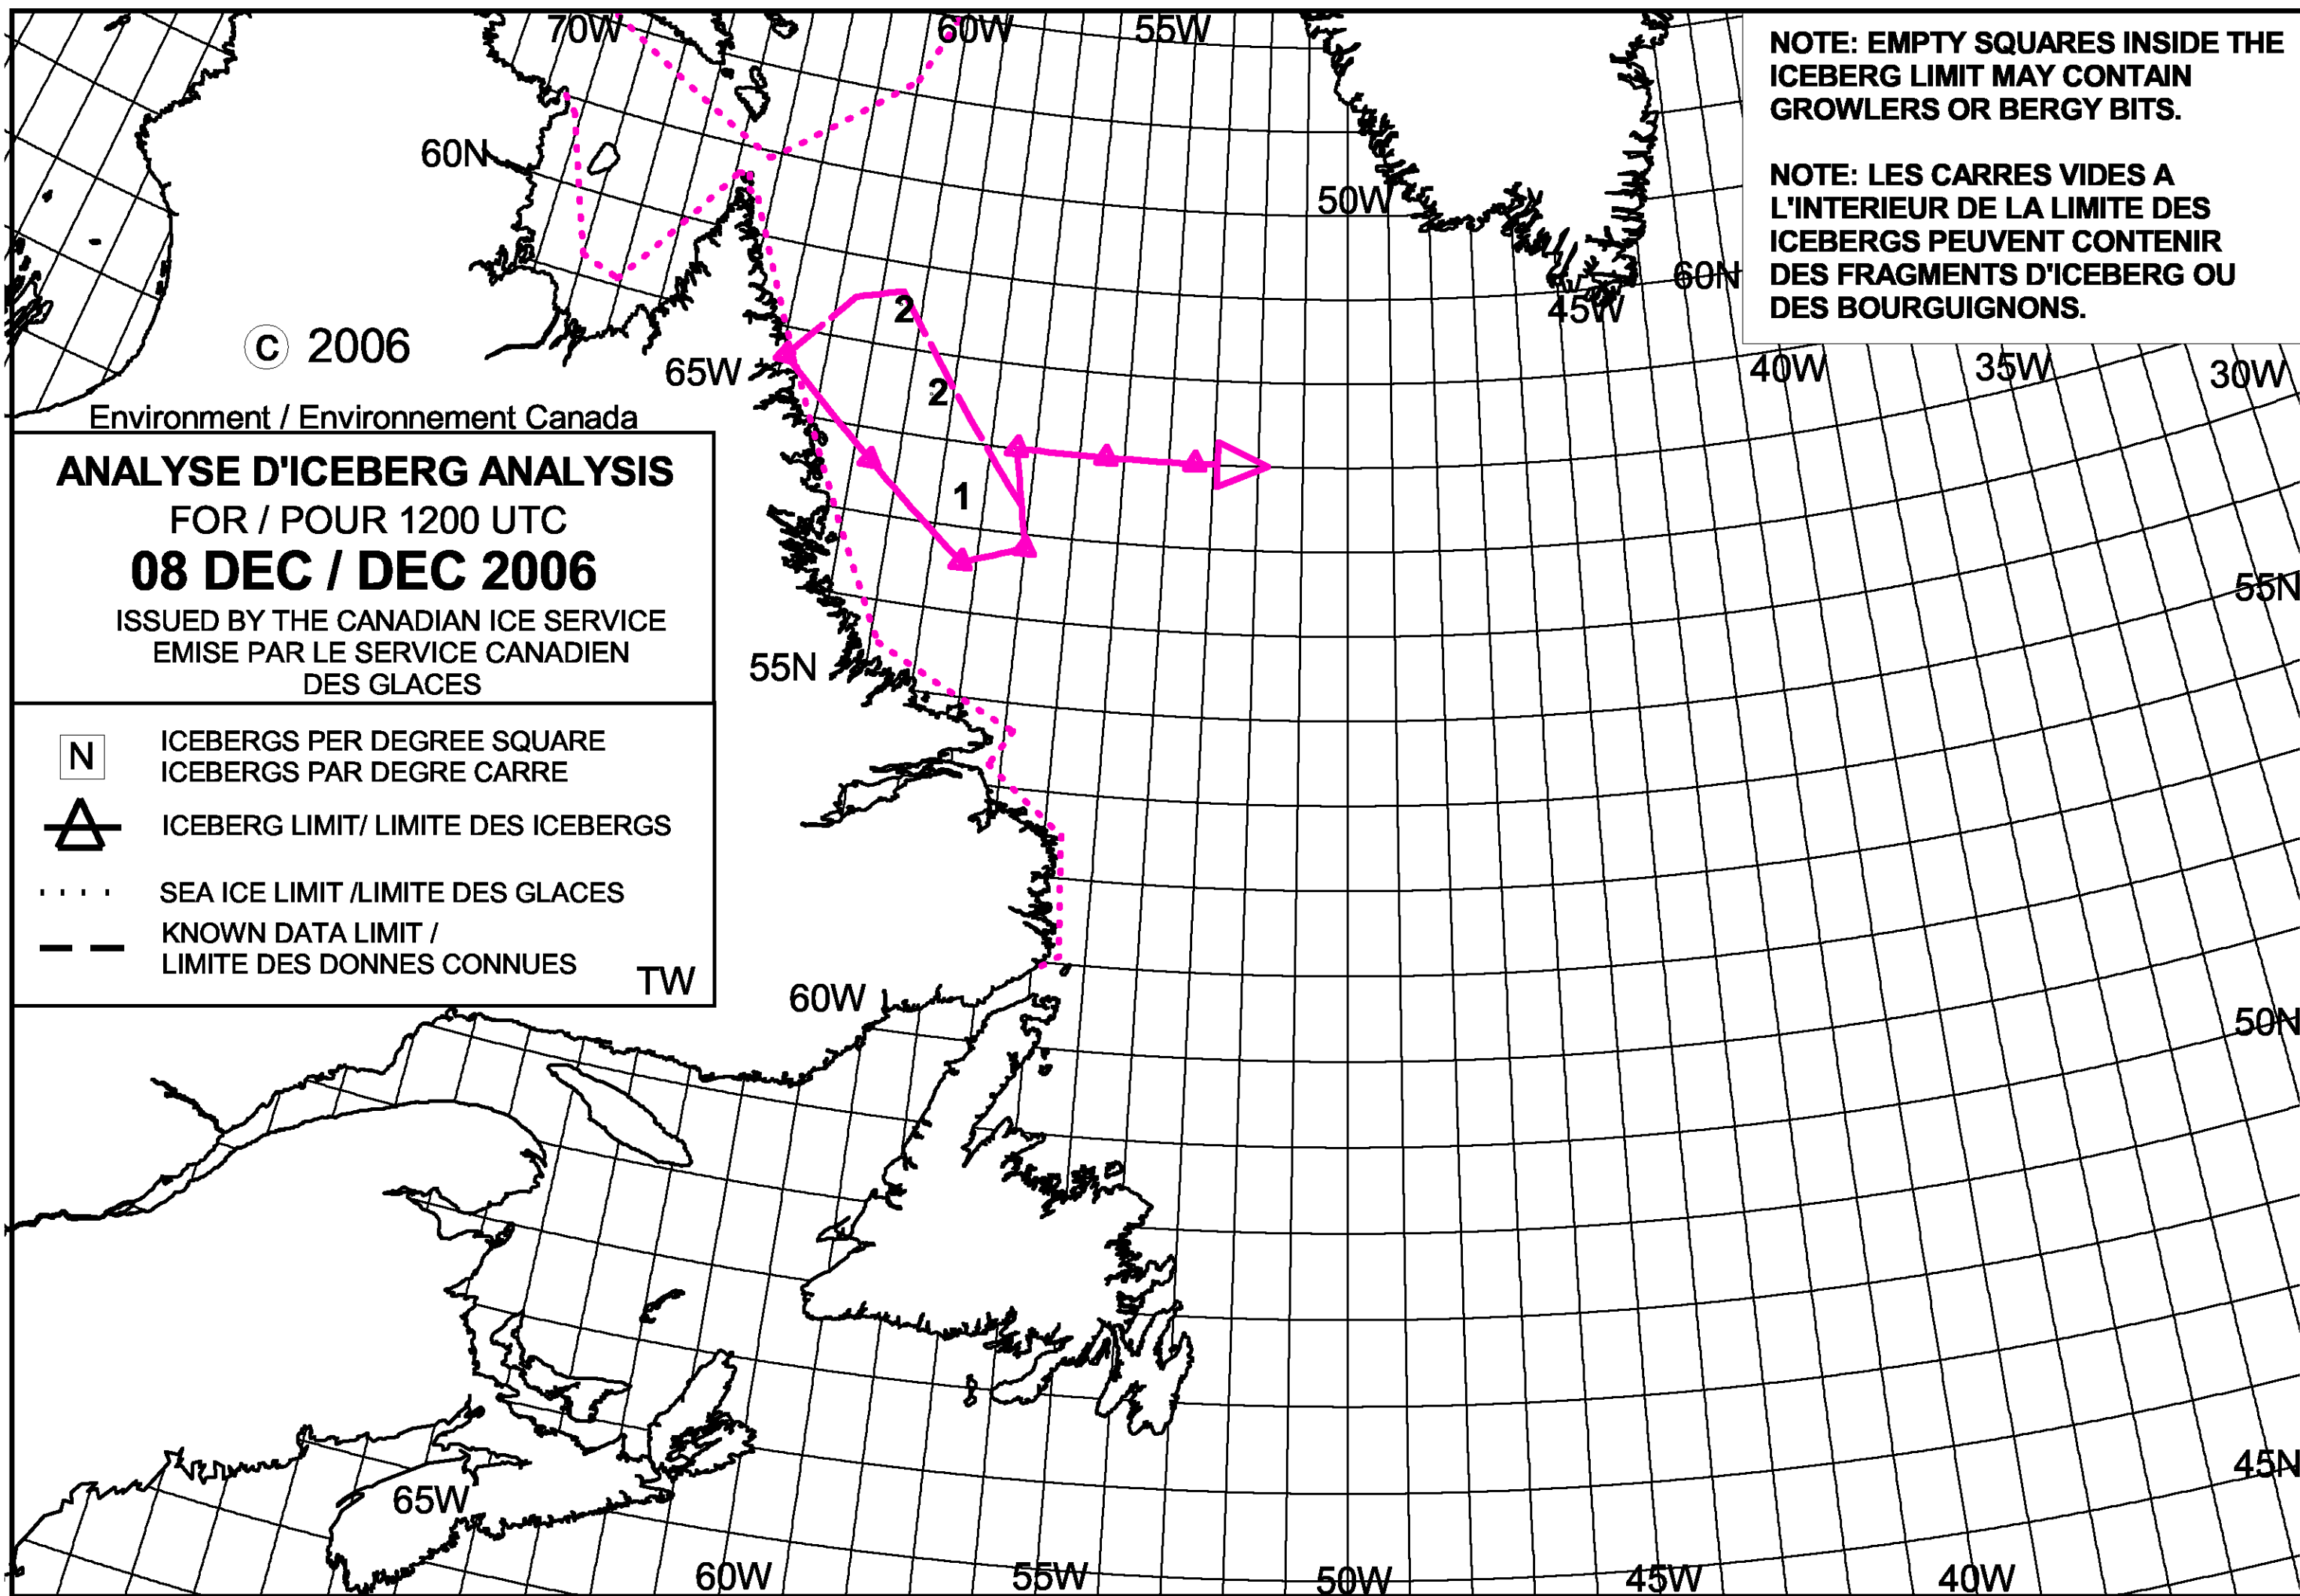 70W
60W
55W
NOTE: EMPTY SQUARES INSIDE THE
ICEBERG LIMIT MAY CONTAIN
GROWLERS OR BERGY BITS.
60N
NOTE: LES CARRES VIDES A
L'INTERIEUR DE LA LIMITE DES
ICEBERGS PEUVENT CONTENIR
DES FRAGMENTS D'ICEBERG OU
DES BOURGUIGNONS.
50W
60N
45W
2
© 2006
65W
40W
35W
30W
2
Environment / Environnement Canada
ANALYSE D'ICEBERG ANALYSIS
FOR / POUR 1200 UTC
08 DEC / DEC 2006
ISSUED BY THE CANADIAN ICE SERVICE
EMISE PAR LE SERVICE CANADIEN
DES GLACES
1
55N
55N
N
ICEBERGS PER DEGREE SQUARE
ICEBERGS PAR DEGRE CARRE
ICEBERG LIMIT/ LIMITE DES ICEBERGS
SEA ICE LIMIT /LIMITE DES GLACES
KNOWN DATA LIMIT /
LIMITE DES DONNES CONNUES
TW
60W
50N
65W
45N
60W
55W
50W
45W
40W